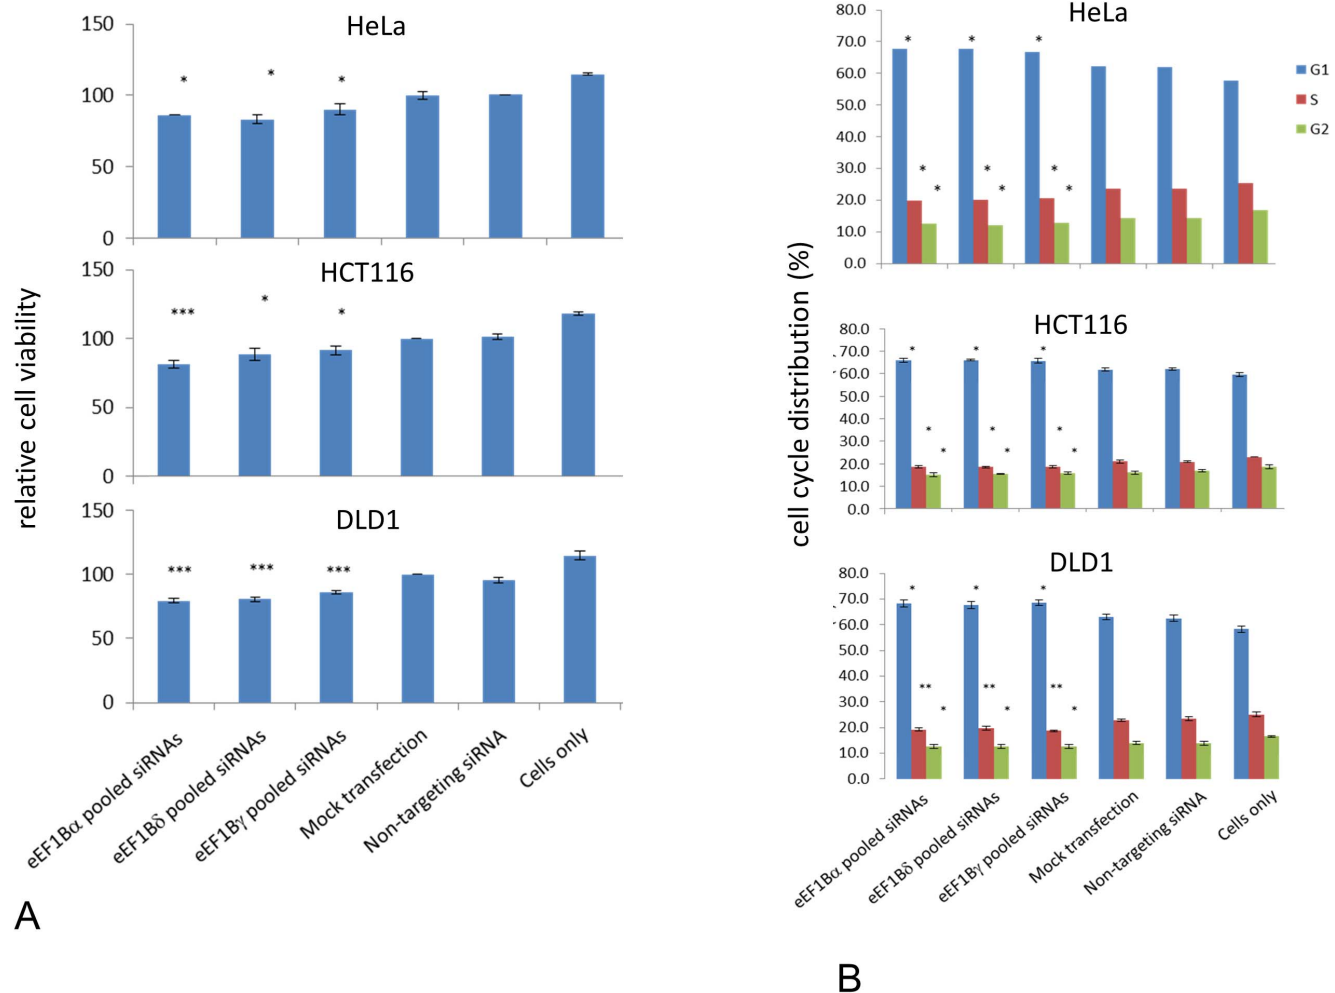 HeLa
150
100
50
0
* * *
HCT116
150
100
50
0
*** * *
DLD1
150
100
50
0
*** *** ***
relative cell viability
eEF1Bα pooled siRNAs
eEF1Bδ pooled siRNAs
eEF1Bγ pooled siRNAs
Mock transfection
Non-targeting siRNA
Cells only
A
HeLa
80.0
70.0
60.0
50.0
40.0
30.0
20.0
10.0
0.0
* * *
* * *
* * *
G1
S
G2
HCT116
80.0
70.0
60.0
50.0
40.0
30.0
20.0
10.0
0.0
* * *
* * *
* * *
DLD1
80.0
70.0
60.0
50.0
40.0
30.0
20.0
10.0
0.0
* * *
** ** **
* * *
cell cycle distribution (%)
eEF1Bα pooled siRNAs
eEF1Bδ pooled siRNAs
eEF1Bγ pooled siRNAs
Mock transfection
Non-targeting siRNA
Cells only
B